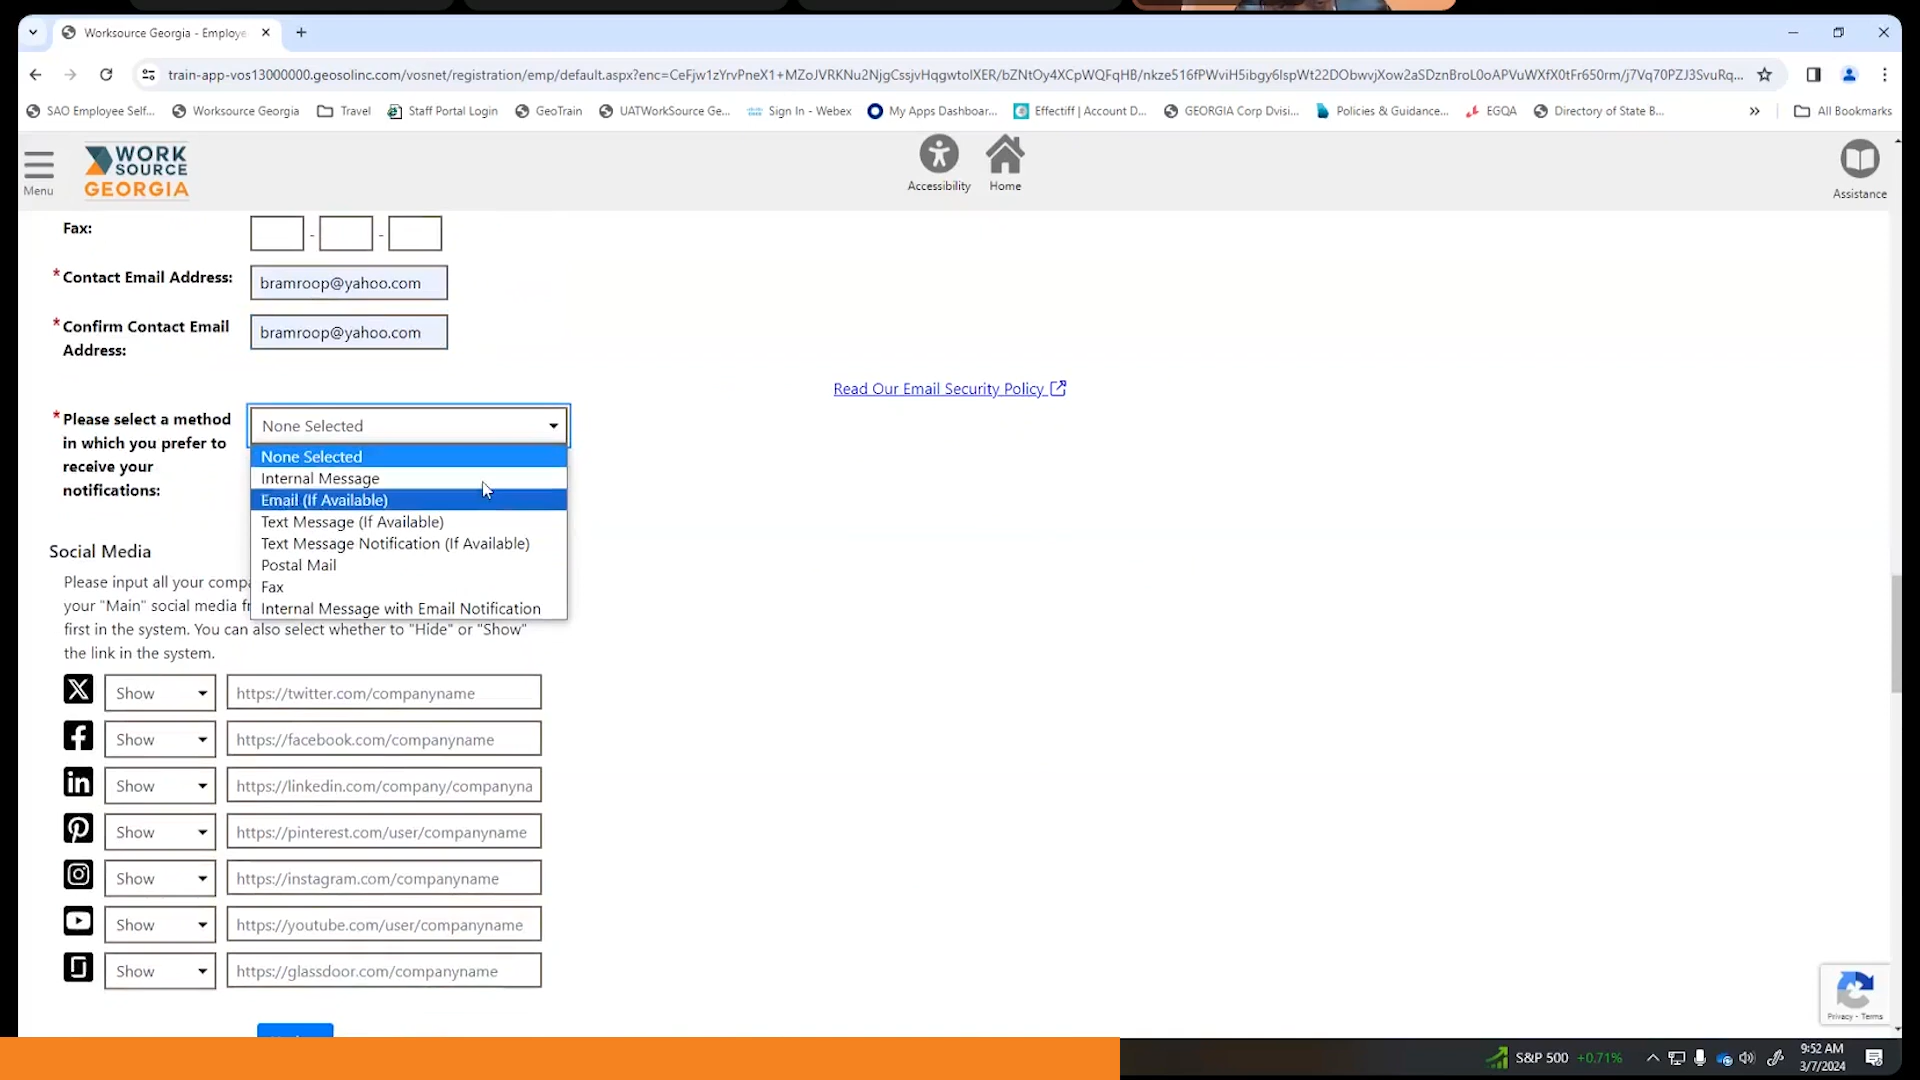 Worksource Georgia - Employe
train-app-vos13000000.geosolinc.com/vosnet/registration/emp/default.aspx?enc=CeFjw1zYrvPneX1+MZoJVRKNu2NjgCssjvHqgwtoIXER/bZNtOy4XCpWQFqHB/nkze516fPWviH5ibgy6IspWt22DObwvjXow2aSDznBroL0oAPVuWXfX0tFr650rm/j7Vq70PZJ3SvuRq...
SAO Employee Self... Worksource Georgia Travel Staff Portal Login GeoTrain UATWorkSource Ge... Sign In - Webex My Apps Dashboar... Effectiff | Account D... GEORGIA Corp Dvisi... Policies & Guidance... EGQA Directory of State B... » All Bookmarks
Menu
WORK
SOURCE
GEORGIA
Accessibility
Home
Assistance
Fax: - -
* Contact Email Address: bramroop@yahoo.com
* Confirm Contact Email Address: bramroop@yahoo.com
Read Our Email Security Policy
* Please select a method
in which you prefer to
receive your
notifications:
None Selected
None Selected
Internal Message
Email (If Available)
Text Message (If Available)
Text Message Notification (If Available)
Postal Mail
Fax
Internal Message with Email Notification
Social Media
Please input all your compa
your "Main" social media f
first in the system. You can also select whether to "Hide" or "Show"
the link in the system.
Show https://twitter.com/companyname
Show https://facebook.com/companyname
Show https://linkedin.com/company/companyna
Show https://pinterest.com/user/companyname
Show https://instagram.com/companyname
Show https://youtube.com/user/companyname
Show https://glassdoor.com/companyname
Privacy - Terms
S&P 500 +0.71%
9:52 AM
3/7/2024